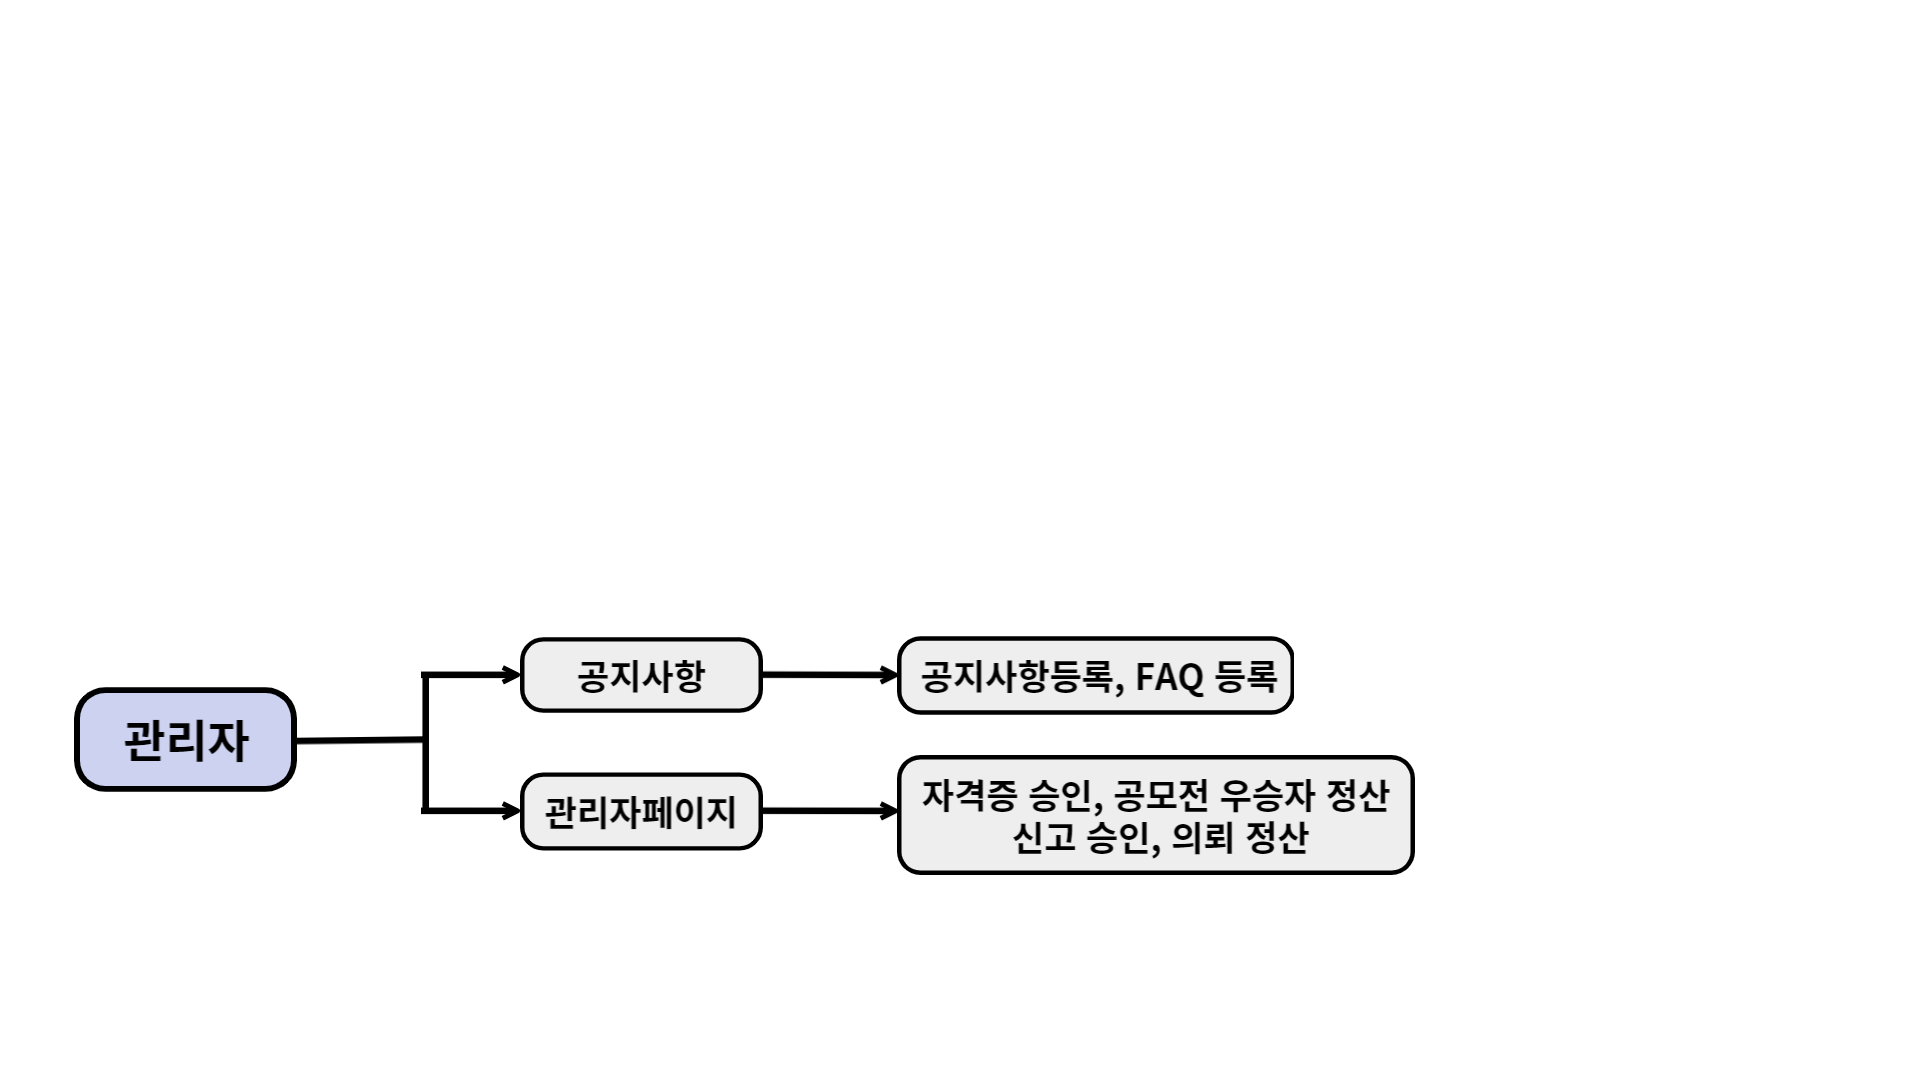 관리자
공지사항
공지사항등록, FAQ 등록
관리자페이지
자격증 승인, 공모전 우승자 정산
신고 승인, 의뢰 정산